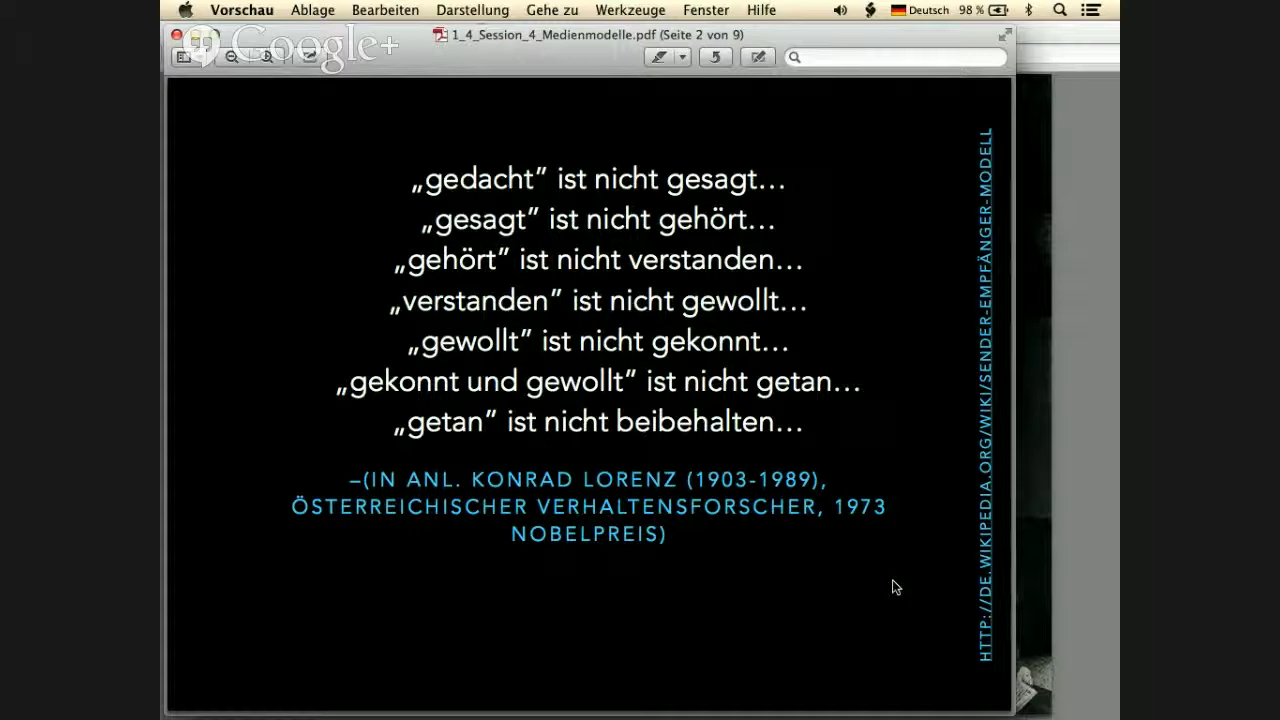 Vorschau Ablage Bearbeiten Darstellung Gehe zu Werkzeuge Fenster Hilfe Deutsch 98 %
Google+
1_4_Session_4_Medienmodelle.pdf (Seite 2 von 9)
„gedacht” ist nicht gesagt…
„gesagt” ist nicht gehört…
„gehört” ist nicht verstanden…
„verstanden” ist nicht gewollt…
„gewollt” ist nicht gekonnt…
„gekonnt und gewollt” ist nicht getan…
„getan” ist nicht beibehalten…
–(IN ANL. KONRAD LORENZ (1903-1989),
ÖSTERREICHISCHER VERHALTENSFORSCHER, 1973
NOBELPREIS)
HTTP://DE.WIKIPEDIA.ORG/WIKI/SENDER-EMPFÄNGER-MODELL